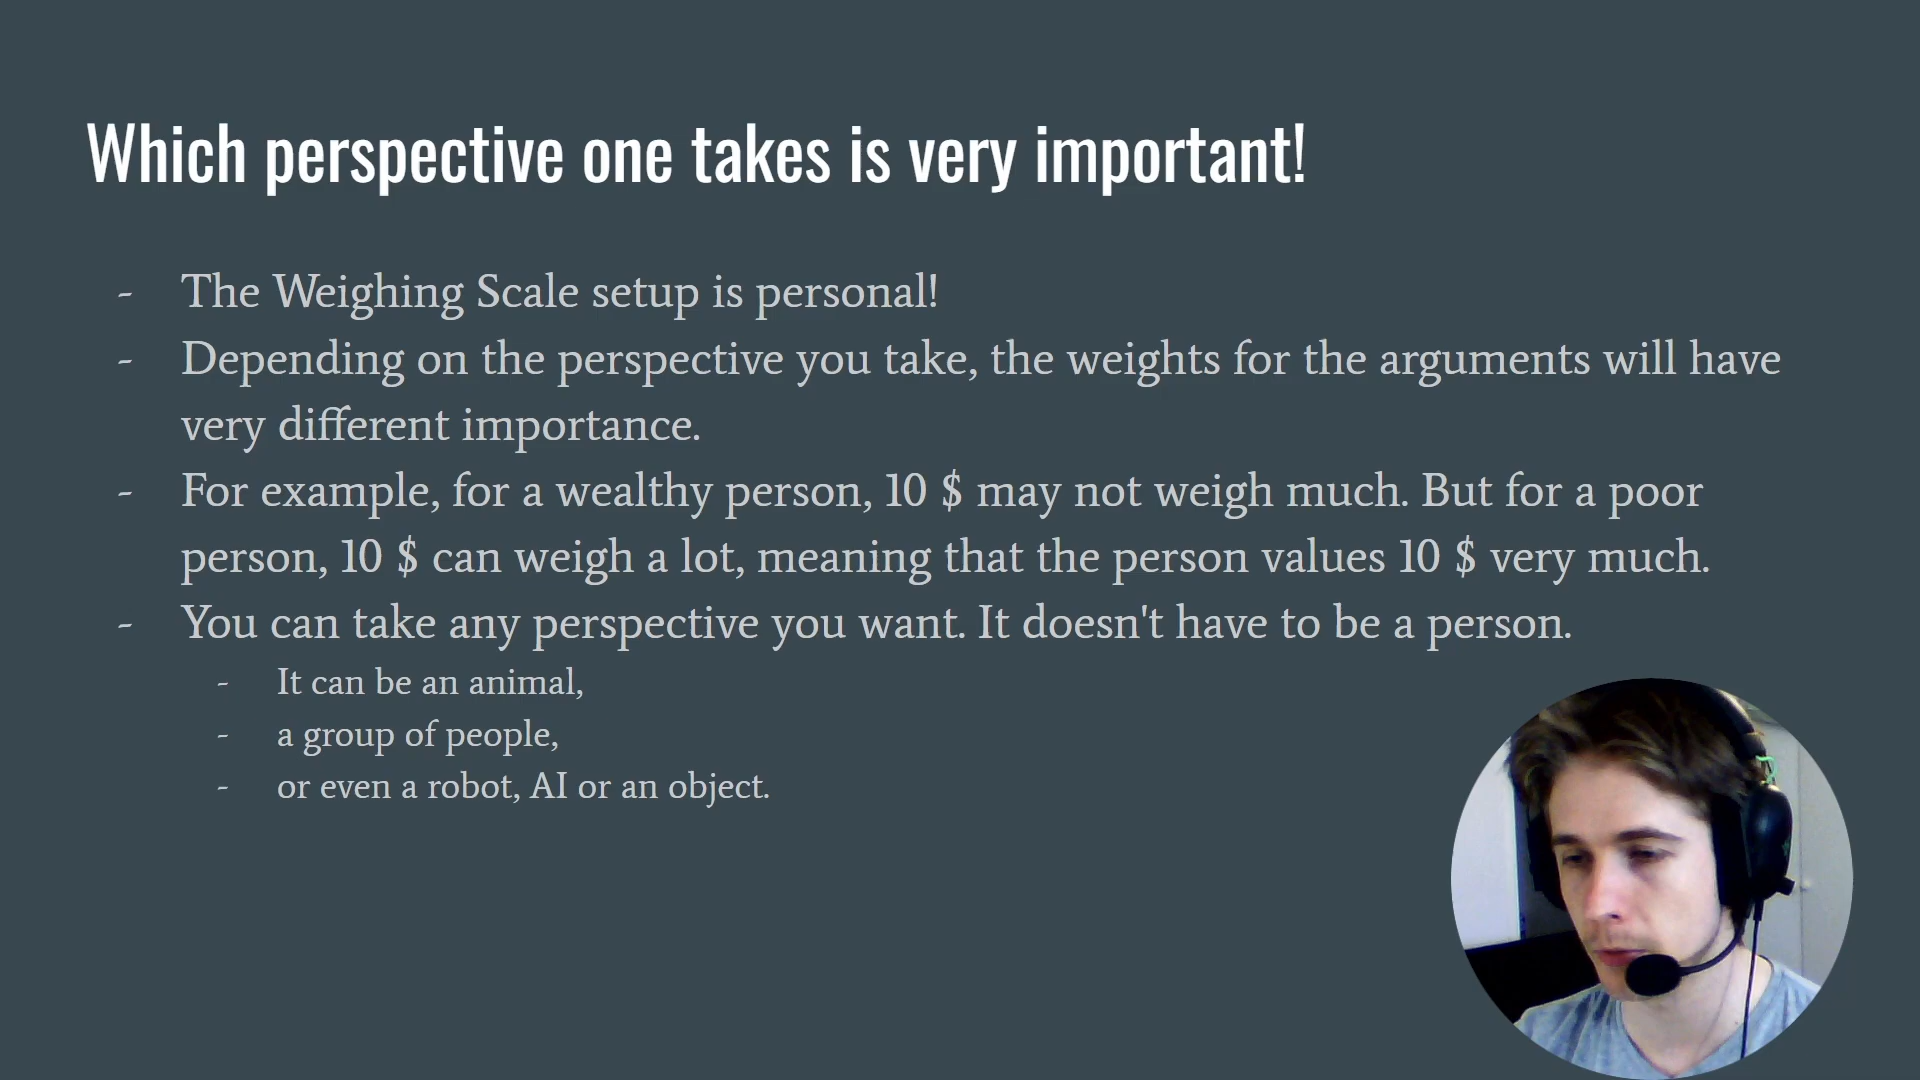 Which perspective one takes is very important!
- The Weighing Scale setup is personal!
- Depending on the perspective you take, the weights for the arguments will have
very different importance.
- For example, for a wealthy person, 10 $ may not weigh much. But for a poor
person, 10 $ can weigh a lot, meaning that the person values 10 $ very much.
- You can take any perspective you want. It doesn't have to be a person.
- It can be an animal,
- a group of people,
- or even a robot, AI or an object.